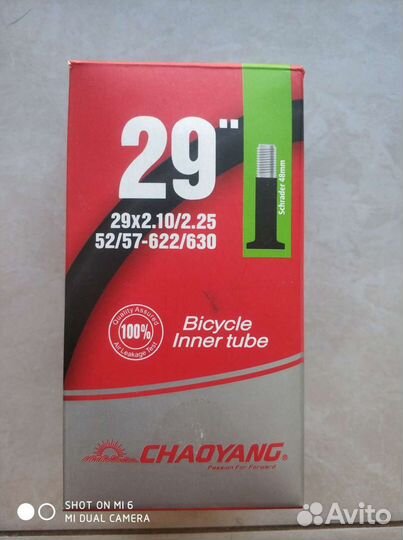 29"
Schrader 48mm
29x2.10/2.25
52/57-622/630
Quality Assured
100%
Air Leakage Test
Bicycle
Inner tube
CHAOYANG®
Passion For Forward
SHOT ON MI 6
MI DUAL CAMERA
Avito